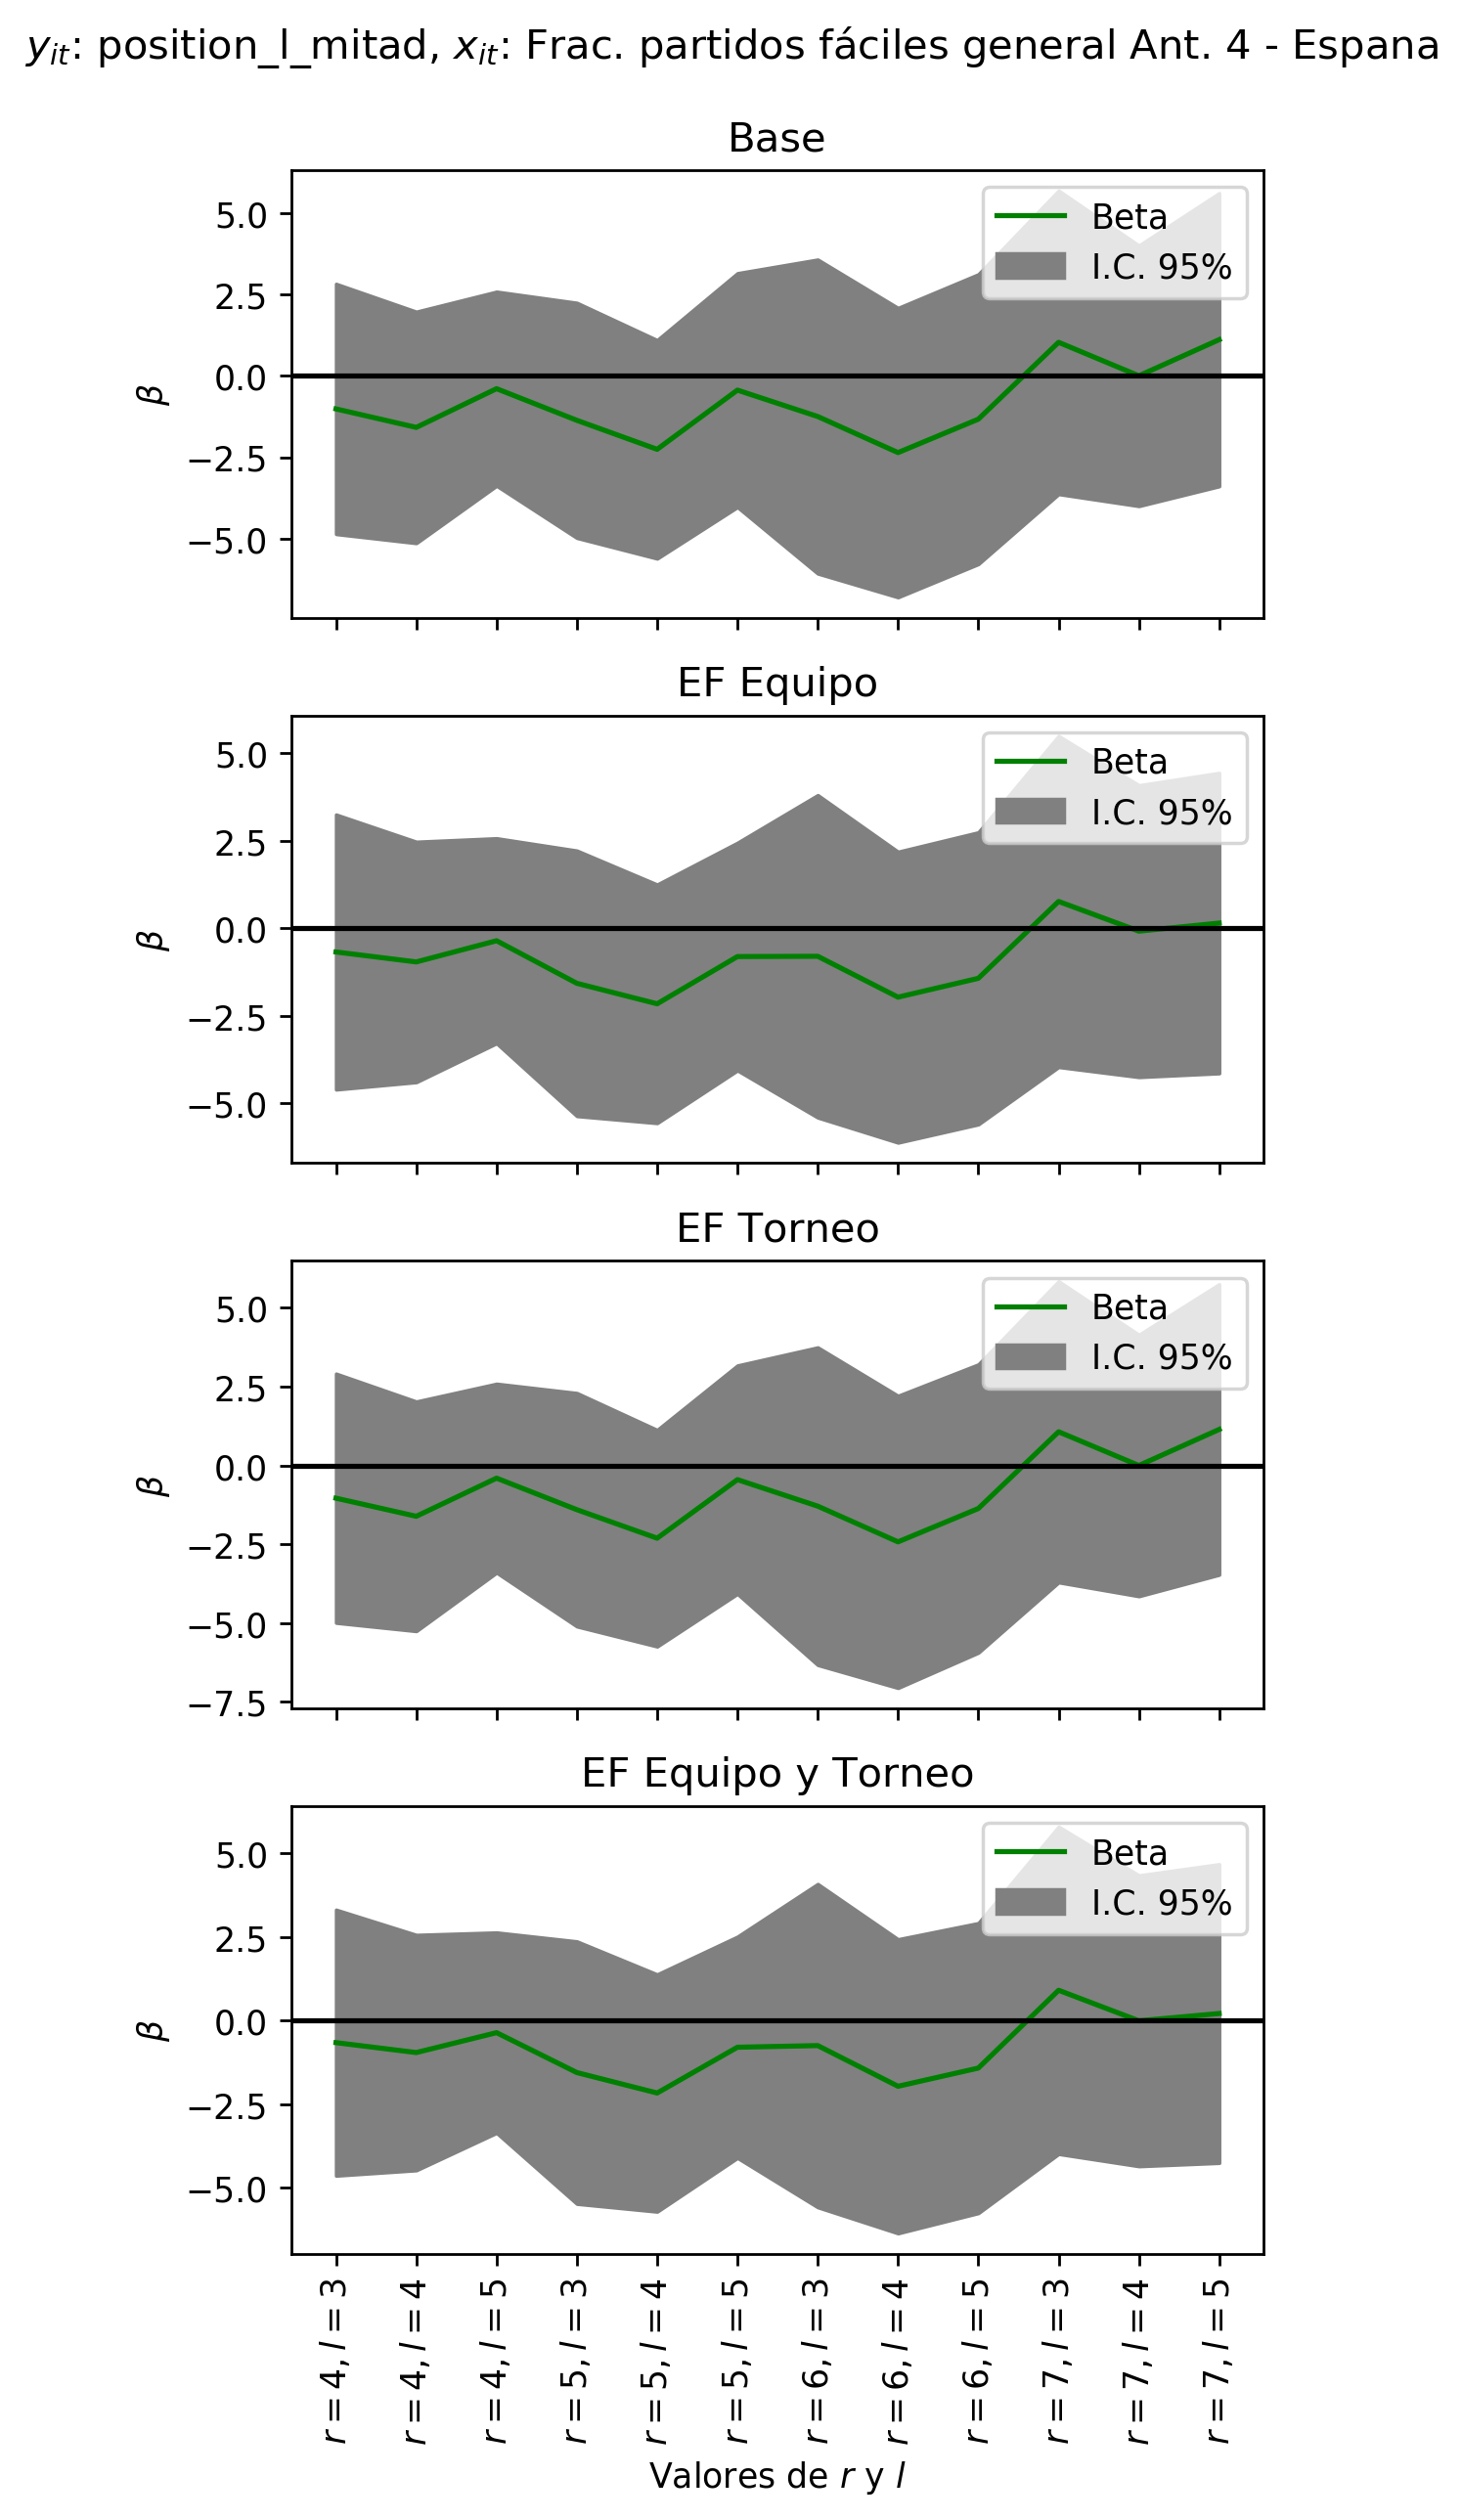 y_it: position_l_mitad, x_it: Frac. partidos fáciles general Ant. 4 - Espana
Base
5.0
2.5
0.0
−2.5
−5.0
β
Beta
I.C. 95%
EF Equipo
5.0
2.5
0.0
−2.5
−5.0
β
Beta
I.C. 95%
EF Torneo
5.0
2.5
0.0
−2.5
−5.0
−7.5
β
Beta
I.C. 95%
EF Equipo y Torneo
5.0
2.5
0.0
−2.5
−5.0
β
Beta
I.C. 95%
r = 4, l = 3
r = 4, l = 4
r = 4, l = 5
r = 5, l = 3
r = 5, l = 4
r = 5, l = 5
r = 6, l = 3
r = 6, l = 4
r = 6, l = 5
r = 7, l = 3
r = 7, l = 4
r = 7, l = 5
Valores de r y l